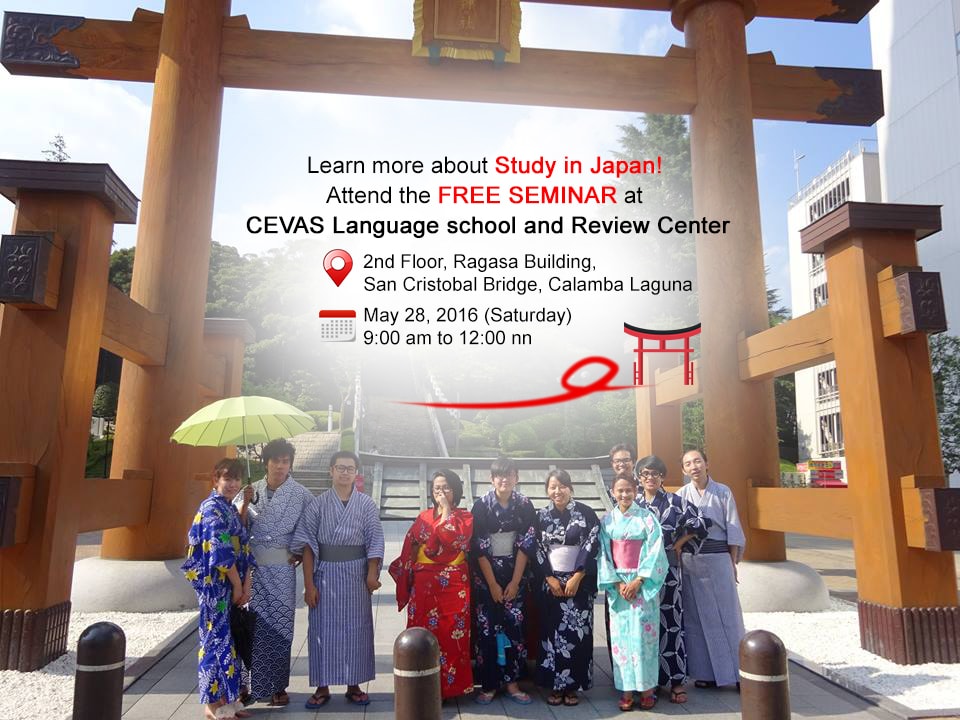 Learn more about Study in Japan!
Attend the FREE SEMINAR at
CEVAS Language school and Review Center
2nd Floor, Ragasa Building,
San Cristobal Bridge, Calamba Laguna
May 28, 2016 (Saturday)
9:00 am to 12:00 nn